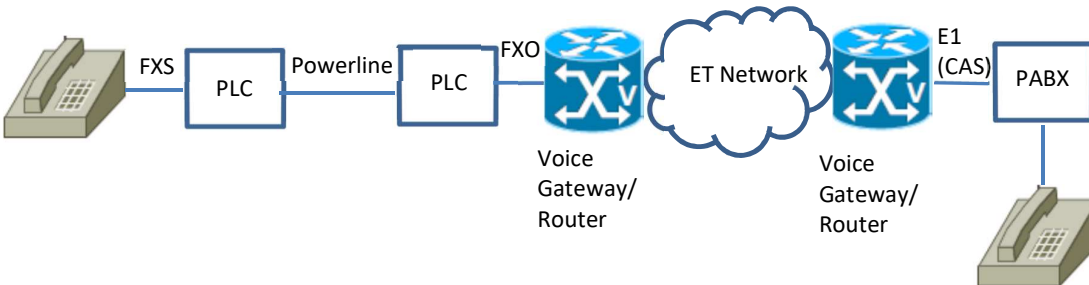 FXS
PLC
Powerline
PLC
FXO
V
ET Network
V
E1
(CAS)
PABX
Voice
Gateway/
Router
Voice
Gateway/
Router